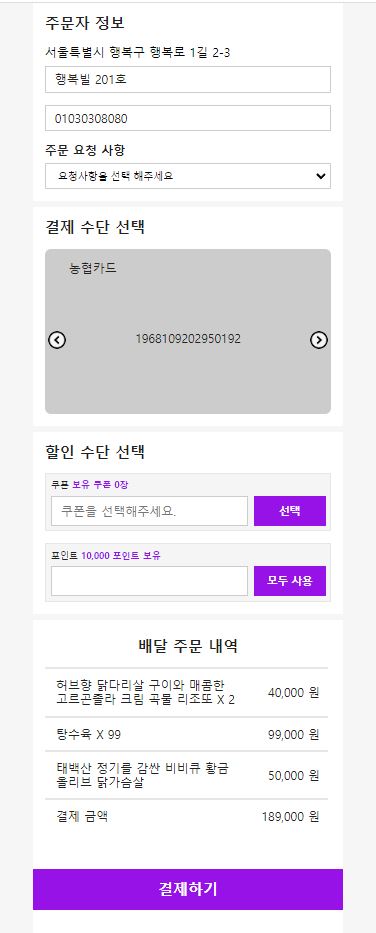 주문자 정보
서울특별시 행복구 행복로 1길 2-3
행복빌 201호
01030308080
주문 요청 사항
요청사항을 선택 해주세요
결제 수단 선택
농협카드
1968109202950192
할인 수단 선택
쿠폰 보유 쿠폰 0장
쿠폰을 선택해주세요.
선택
포인트 10,000 포인트 보유
모두 사용
배달 주문 내역
허브향 닭다리살 구이와 매콤한
고르곤졸라 크림 곡물 리조또 X 2
40,000 원
탕수육 X 99
99,000 원
태백산 정기를 감싼 비비큐 황금
올리브 닭가슴살
50,000 원
결제 금액
189,000 원
결제하기